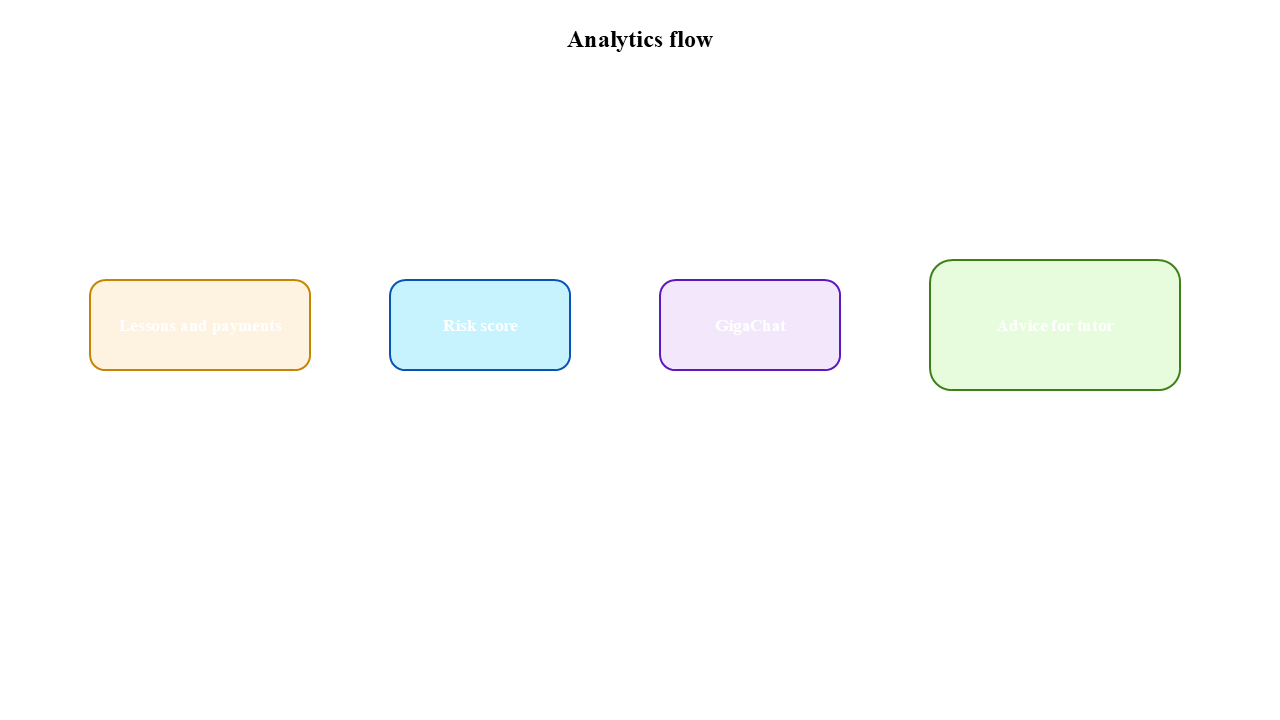 Analytics flow
Lessons and payments
Risk score
GigaChat
Advice for tutor